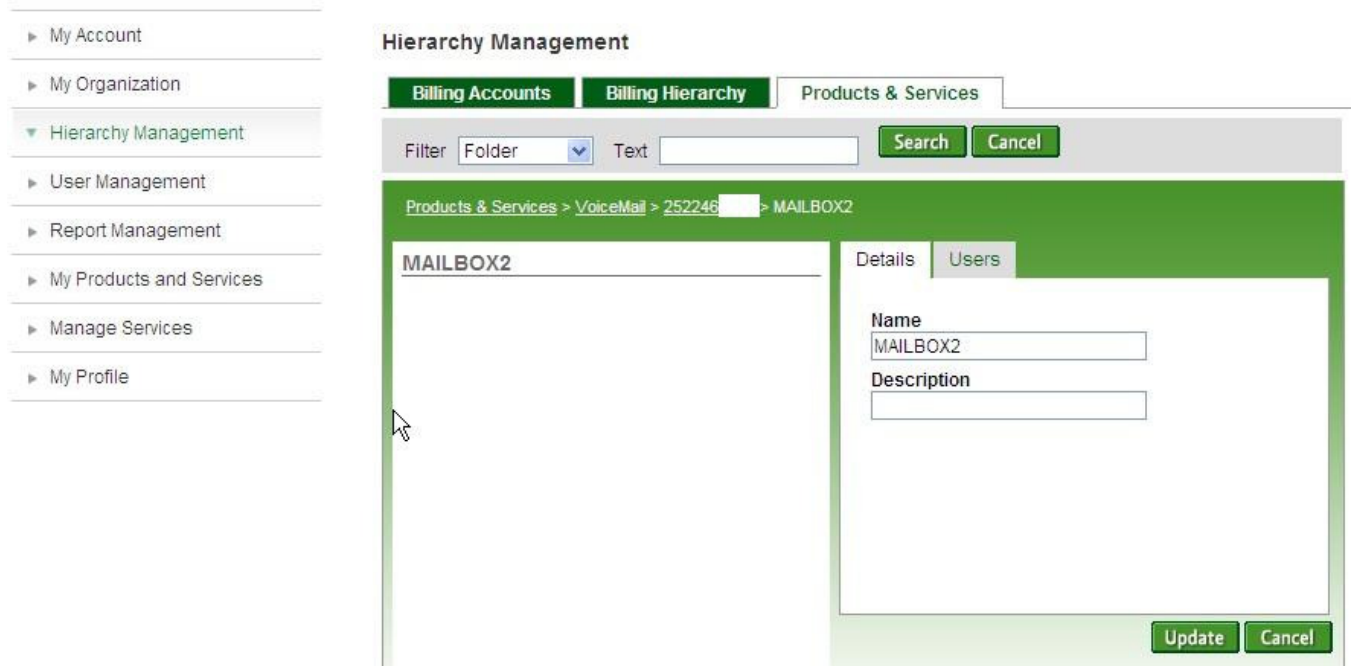 My Account
My Organization
Hierarchy Management
User Management
Report Management
My Products and Services
Manage Services
My Profile
Hierarchy Management
Billing Accounts Billing Hierarchy Products & Services
Filter Folder Text Search Cancel
Products & Services > VoiceMail > 252246 > MAILBOX2
MAILBOX2
Details Users
Name
MAILBOX2
Description
Update Cancel